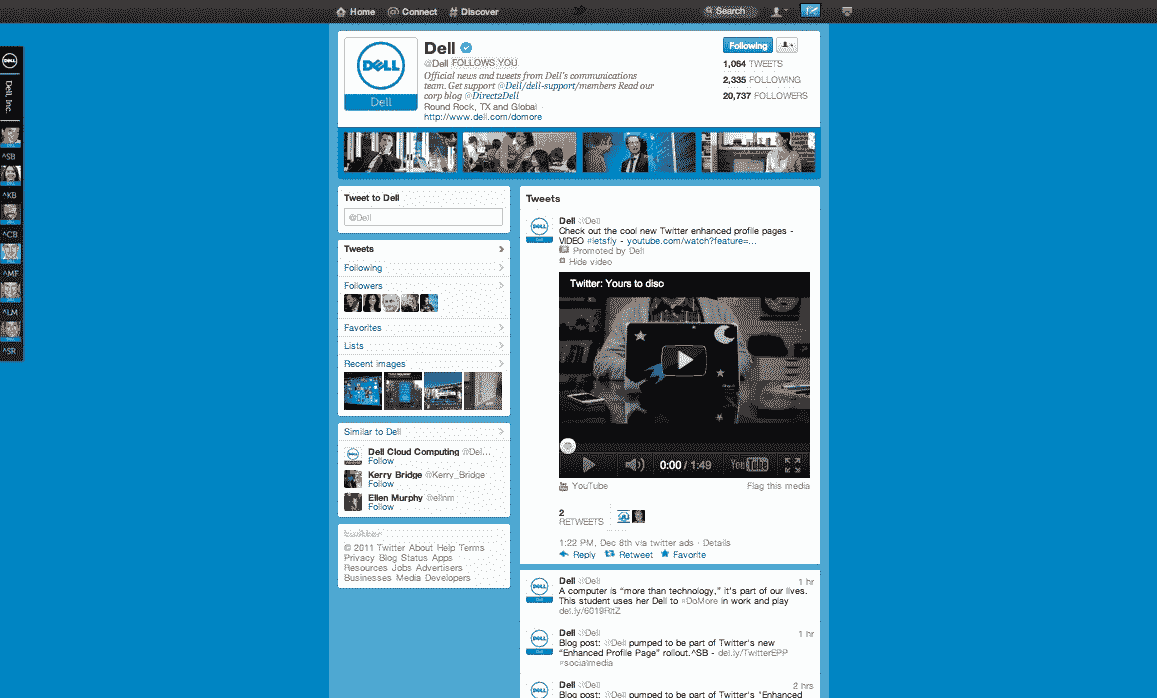 Home
Connect
Discover
Search
DELL
Dell, Inc.
^SB
^KB
^CB
^MF
^LM
^SR
DELL
Dell
Dell
@Dell FOLLOWS YOU
Official news and tweets from Dell's communications
team. Get support @Dell/dell-support/members Read our
corp blog @Direct2Dell
Round Rock, TX and Global ·
http://www.dell.com/domore
Following
1,064 TWEETS
2,335 FOLLOWING
20,737 FOLLOWERS
Tweet to Dell
@Dell
Tweets
Following
Followers
Favorites
Lists
Recent images
Similar to Dell
Dell Cloud Computing @Del...
Follow
Kerry Bridge @Kerry_Bridge
Follow
Ellen Murphy @ellnm
Follow
twitter
© 2011 Twitter About Help Terms
Privacy Blog Status Apps
Resources Jobs Advertisers
Businesses Media Developers
Tweets
DELL
Dell @Dell
Check out the cool new Twitter enhanced profile pages -
VIDEO #letsfly - youtube.com/watch?feature=...
Promoted by Dell
Hide video
Twitter: Yours to disco
0:00 / 1:49
YouTube
YouTube
Flag this media
2
RETWEETS
1:22 PM, Dec 8th via twitter ads · Details
Reply Retweet Favorite
DELL
Dell @Dell
1 hr
A computer is “more than technology,” it's part of our lives.
This student uses her Dell to #DoMore in work and play
del.ly/6019RltZ
DELL
Dell @Dell
1 hr
Blog post: @Dell pumped to be part of Twitter's new
“Enhanced Profile Page” rollout.^SB - del.ly/TwitterEPP
#socialmedia
DELL
Dell @Dell
2 hrs
Blog post: @Dell pumped to be part of Twitter's "Enhanced